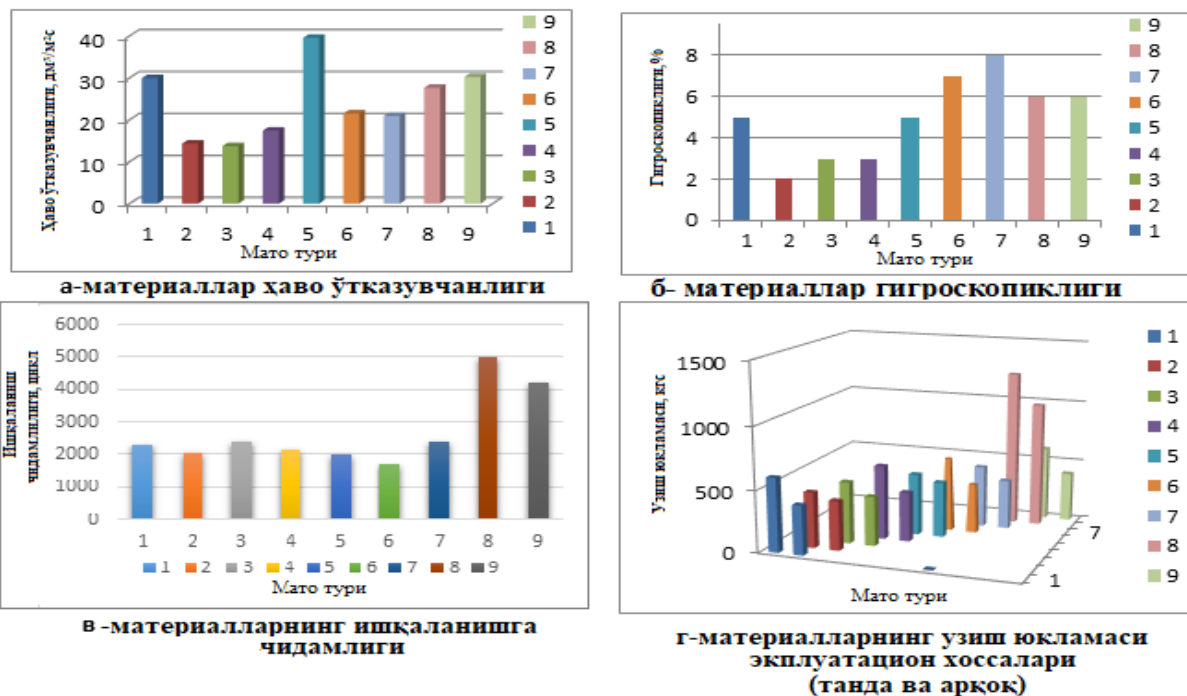 Ҳаво ўтказувчанлиги, дм³/м²с
40
30
20
10
0
1 2 3 4 5 6 7 8 9
Мато тури
9
8
7
6
5
4
3
2
1
а-материаллар ҳаво ўтказувчанлиги
Гигроскопиклиги,%
8
6
4
2
0
1 2 3 4 5 6 7 8 9
Мато тури
9
8
7
6
5
4
3
2
1
б- материаллар гигроскопиклиги
Ишқаланиш
чидамлилиги, цикл
6000
5000
4000
3000
2000
1000
0
1 2 3 4 5 6 7 8 9
1 2 3 4 5 6 7 8 9
Мато тури
в -материалларнинг ишқаланишга
чидамлиги
Узиш юкламаси, кгс
1500
1000
500
0
7
1
Мато тури
1
2
3
4
5
6
7
8
9
г-материалларнинг узиш юкламаси
экплуатацион хоссалари
(танда ва арқоқ)